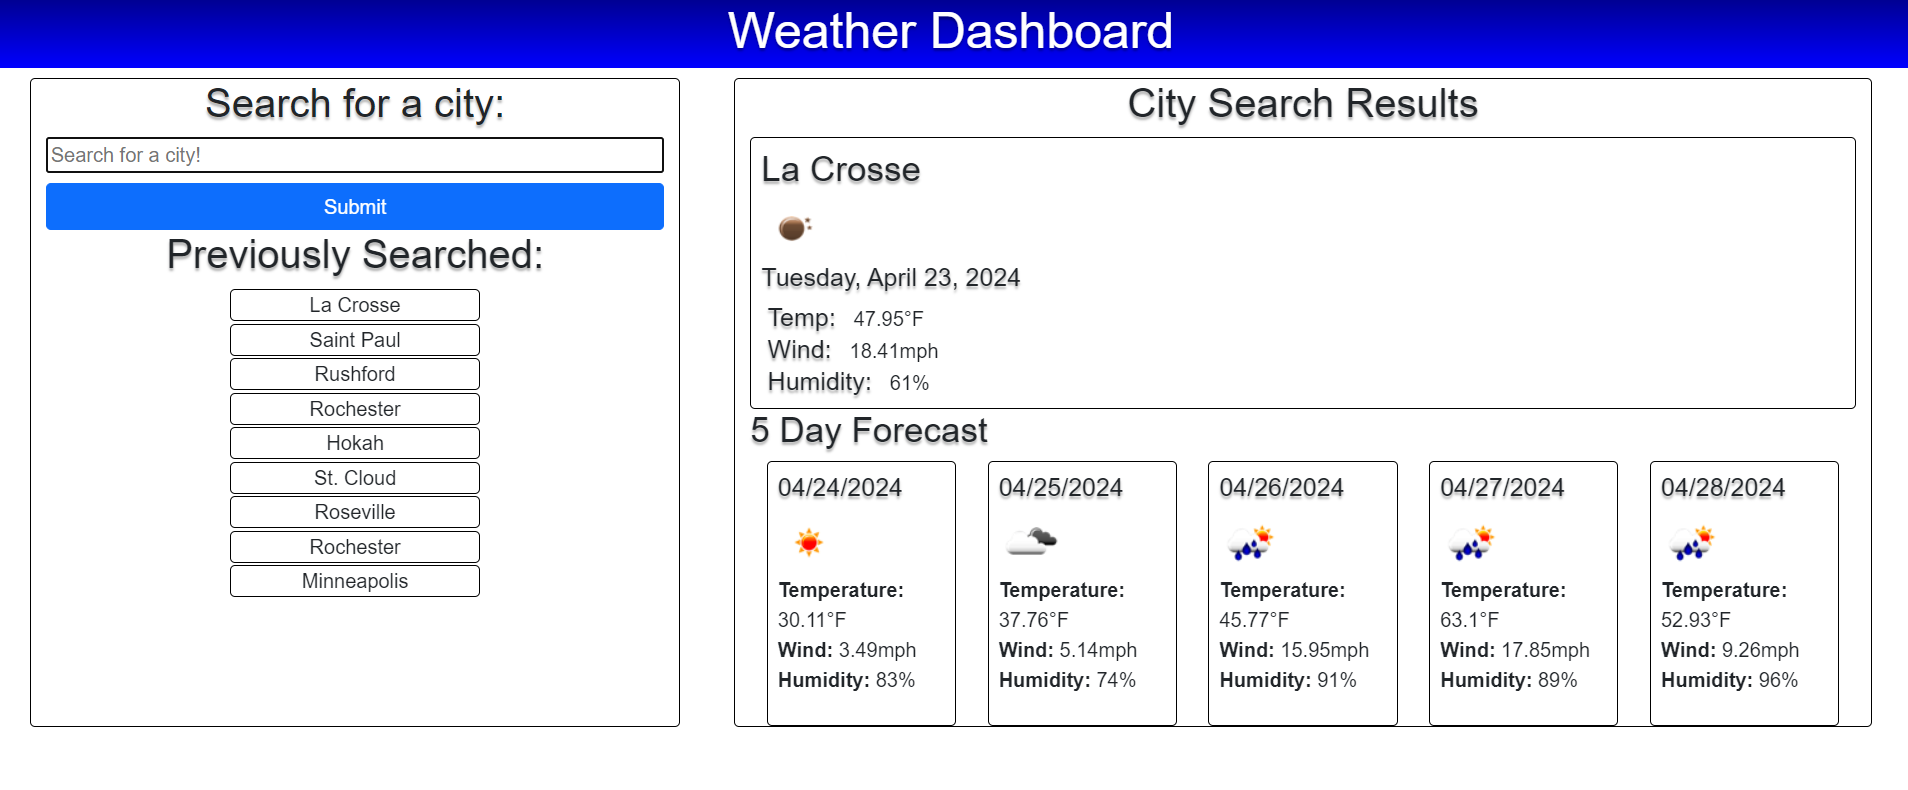 Weather Dashboard
Search for a city:
Search for a city!
Submit
Previously Searched:
La Crosse
Saint Paul
Rushford
Rochester
Hokah
St. Cloud
Roseville
Rochester
Minneapolis
City Search Results
La Crosse
Tuesday, April 23, 2024
Temp: 47.95°F
Wind: 18.41mph
Humidity: 61%
5 Day Forecast
04/24/2024
Temperature:
30.11°F
Wind: 3.49mph
Humidity: 83%
04/25/2024
Temperature:
37.76°F
Wind: 5.14mph
Humidity: 74%
04/26/2024
Temperature:
45.77°F
Wind: 15.95mph
Humidity: 91%
04/27/2024
Temperature:
63.1°F
Wind: 17.85mph
Humidity: 89%
04/28/2024
Temperature:
52.93°F
Wind: 9.26mph
Humidity: 96%